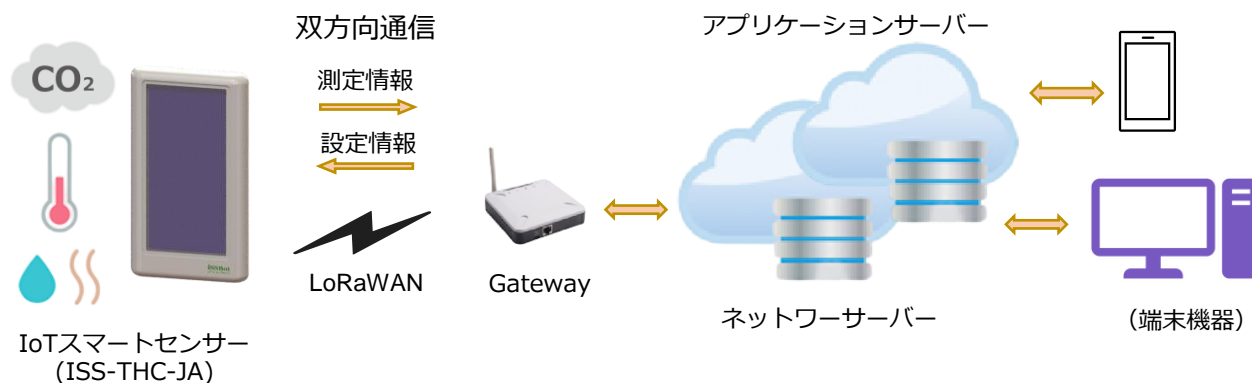 双方向通信
アプリケーションサーバー
CO₂
測定情報
設定情報
LoRaWAN
Gateway
ネットワーサーバー
(端末機器)
IoTスマートセンサー
(ISS-THC-JA)